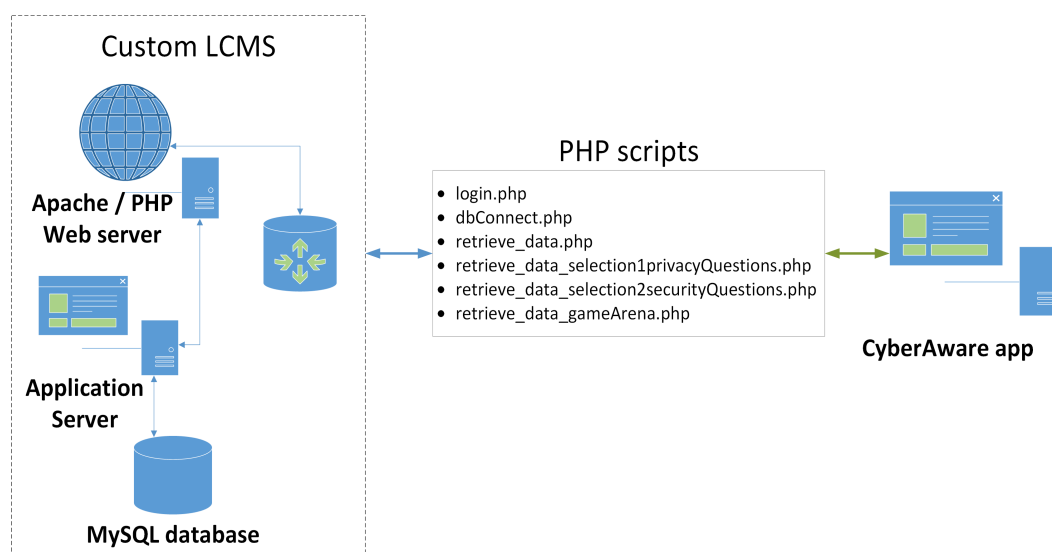 Custom LCMS
Apache / PHP
Web server
Application
Server
MySQL database
PHP scripts
• login.php
• dbConnect.php
• retrieve_data.php
• retrieve_data_selection1privacyQuestions.php
• retrieve_data_selection2securityQuestions.php
• retrieve_data_gameArena.php
CyberAware app